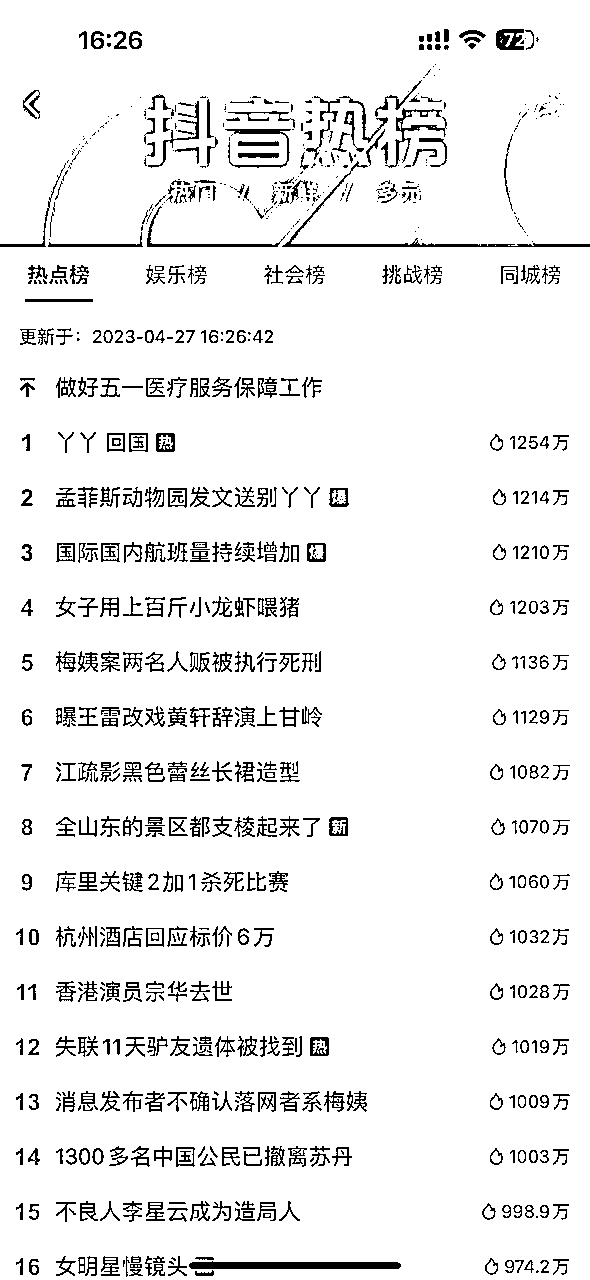 16:26
72
抖音热榜
热门 // 新鲜 // 多元
热点榜 娱乐榜 社会榜 挑战榜 同城榜
更新于：2023-04-27 16:26:42
做好五一医疗服务保障工作
1 丫丫 回国 热 1254万
2 孟菲斯动物园发文送别丫丫 爆 1214万
3 国际国内航班量持续增加 爆 1210万
4 女子用上百斤小龙虾喂猪 1203万
5 梅姨案两名人贩被执行死刑 1136万
6 曝王雷改戏黄轩辞演上甘岭 1129万
7 江疏影黑色蕾丝长裙造型 1082万
8 全山东的景区都支棱起来了 新 1070万
9 库里关键2加1杀死比赛 1060万
10 杭州酒店回应标价6万 1032万
11 香港演员宗华去世 1028万
12 失联11天驴友遗体被找到 热 1019万
13 消息发布者不确认落网者系梅姨 1009万
14 1300多名中国公民已撤离苏丹 1003万
15 不良人李星云成为造局人 998.9万
16 女明星慢镜头 974.2万